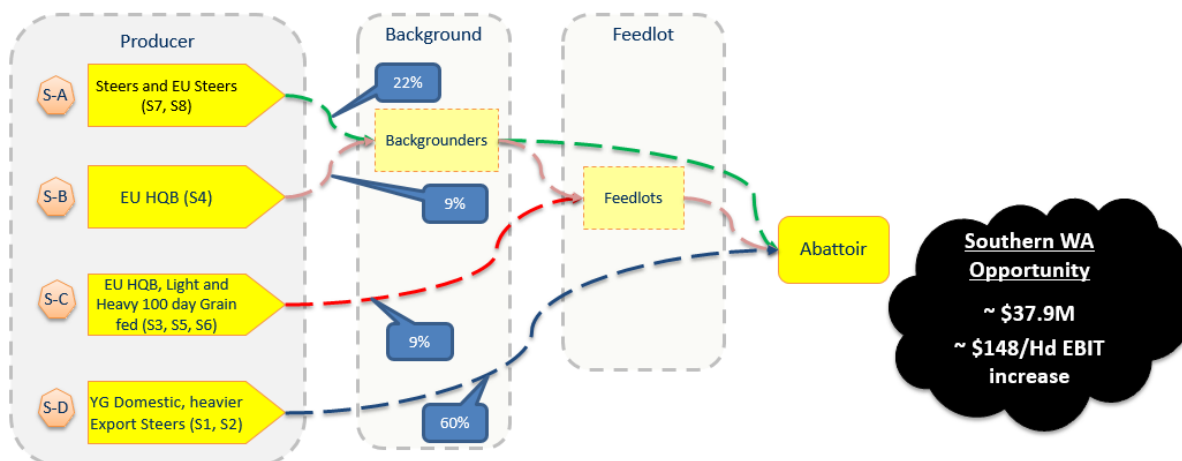 Producer
Background
Feedlot
S-A
Steers and EU Steers
(S7, S8)
22%
Backgrounders
S-B
EU HQB (S4)
9%
Feedlots
Abattoir
Southern WA
Opportunity
~ $37.9M
~ $148/Hd EBIT
increase
S-C
EU HQB, Light and
Heavy 100 day Grain
fed (S3, S5, S6)
9%
S-D
YG Domestic, heavier
Export Steers (S1, S2)
60%